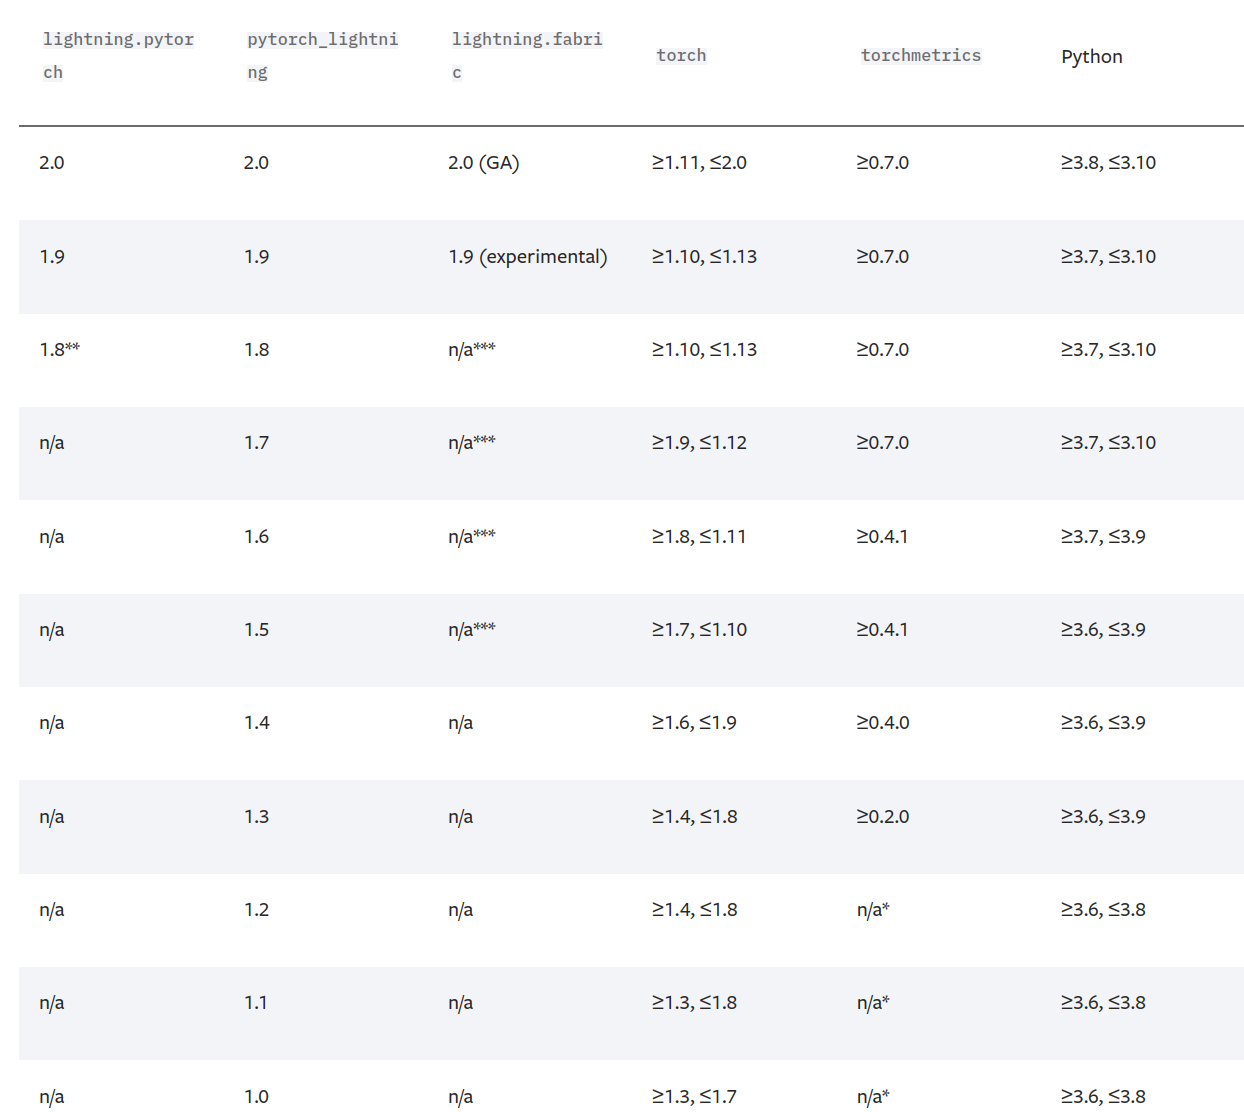 lightning.pytor pytorch_lightni lightning.fabri torch torchmetrics Python
ch ng c
2.0 2.0 2.0 (GA) ≥1.11, ≤2.0 ≥0.7.0 ≥3.8, ≤3.10
1.9 1.9 1.9 (experimental) ≥1.10, ≤1.13 ≥0.7.0 ≥3.7, ≤3.10
1.8** 1.8 n/a*** ≥1.10, ≤1.13 ≥0.7.0 ≥3.7, ≤3.10
n/a 1.7 n/a*** ≥1.9, ≤1.12 ≥0.7.0 ≥3.7, ≤3.10
n/a 1.6 n/a*** ≥1.8, ≤1.11 ≥0.4.1 ≥3.7, ≤3.9
n/a 1.5 n/a*** ≥1.7, ≤1.10 ≥0.4.1 ≥3.6, ≤3.9
n/a 1.4 n/a ≥1.6, ≤1.9 ≥0.4.0 ≥3.6, ≤3.9
n/a 1.3 n/a ≥1.4, ≤1.8 ≥0.2.0 ≥3.6, ≤3.9
n/a 1.2 n/a ≥1.4, ≤1.8 n/a* ≥3.6, ≤3.8
n/a 1.1 n/a ≥1.3, ≤1.8 n/a* ≥3.6, ≤3.8
n/a 1.0 n/a ≥1.3, ≤1.7 n/a* ≥3.6, ≤3.8